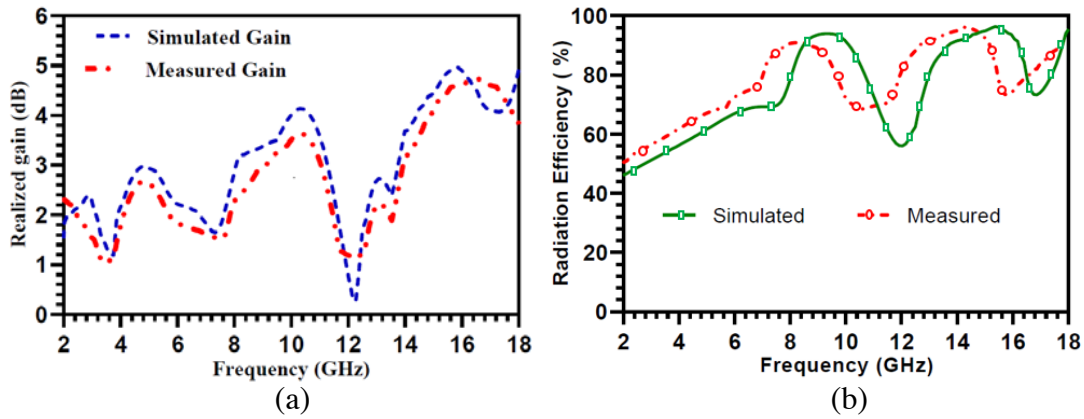 Realized gain (dB)
6
5
4
3
2
1
0
Simulated Gain
Measured Gain
2 4 6 8 10 12 14 16 18
Frequency (GHz)
(a)
Radiation Efficiency ( %)
100
80
60
40
20
0
Simulated Measured
2 4 6 8 10 12 14 16 18
Frequency (GHz)
(b)